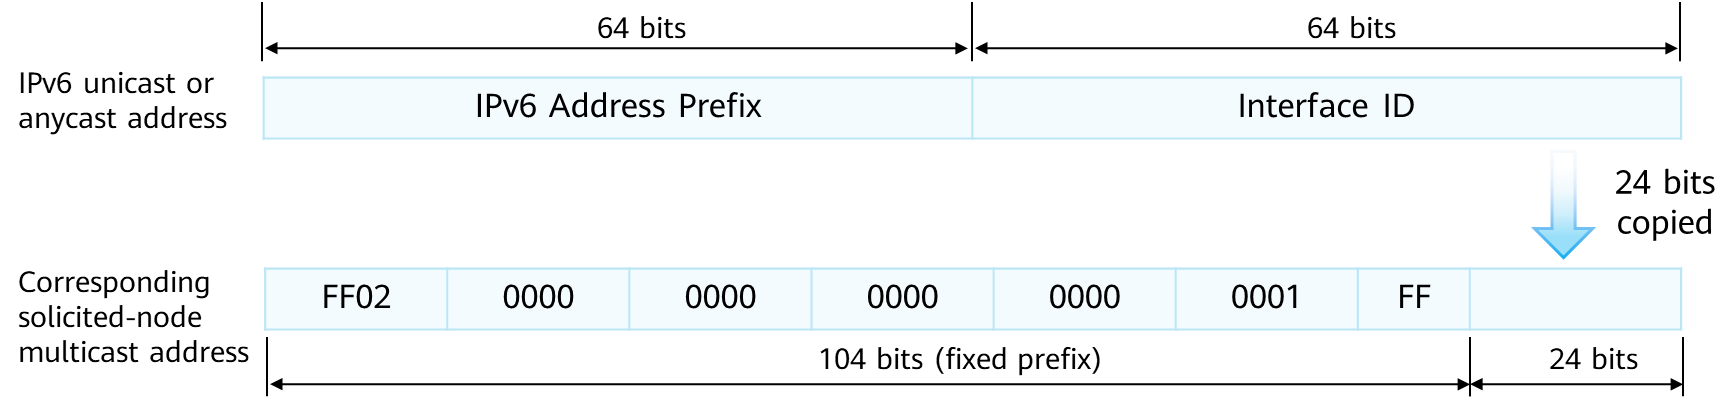 64 bits
64 bits
IPv6 unicast or
anycast address
IPv6 Address Prefix
Interface ID
24 bits
copied
Corresponding
solicited-node
multicast address
FF02
0000
0000
0000
0000
0001
FF
104 bits (fixed prefix)
24 bits